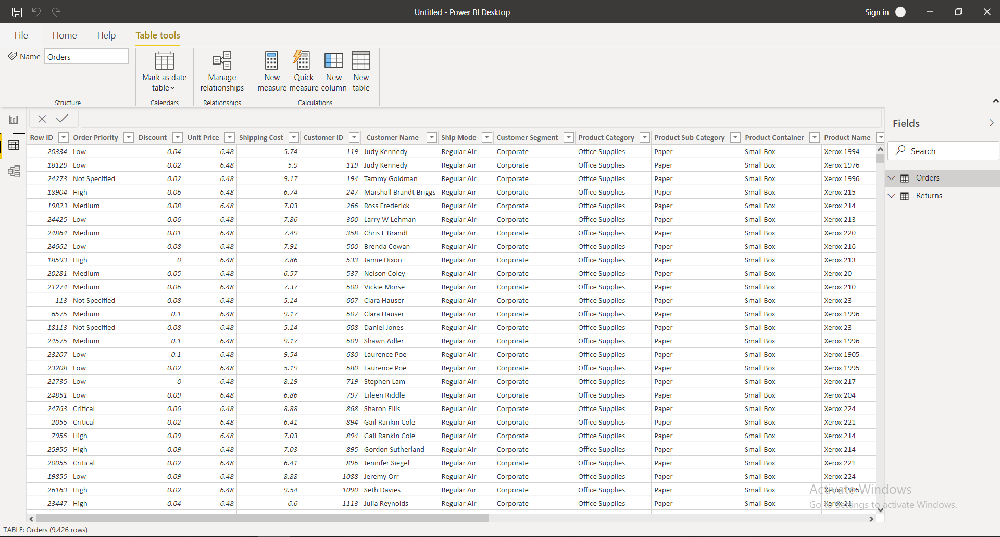 Untitled - Power BI Desktop
Sign in
File Home Help Table tools
Name Orders
Mark as date table
Manage relationships
New measure
Quick measure
New column
New table
Structure Calendars Relationships Calculations
Fields
Search
Orders
Returns
Row ID Order Priority Discount Unit Price Shipping Cost Customer ID Customer Name Ship Mode Customer Segment Product Category Product Sub-Category Product Container Product Name
20334 Low 0.04 6.48 5.74 119 Judy Kennedy Regular Air Corporate Office Supplies Paper Small Box Xerox 1994
18129 Low 0.02 6.48 5.9 119 Judy Kennedy Regular Air Corporate Office Supplies Paper Small Box Xerox 1976
24273 Not Specified 0.02 6.48 9.17 194 Tammy Goldman Regular Air Corporate Office Supplies Paper Small Box Xerox 1996
18904 High 0.06 6.48 6.74 247 Marshall Brandt Briggs Regular Air Corporate Office Supplies Paper Small Box Xerox 215
19823 Medium 0.08 6.48 7.03 266 Ross Frederick Regular Air Corporate Office Supplies Paper Small Box Xerox 214
24425 Low 0.06 6.48 7.86 300 Larry W Lehman Regular Air Corporate Office Supplies Paper Small Box Xerox 213
24864 Medium 0.01 6.48 7.49 358 Chris F Brandt Regular Air Corporate Office Supplies Paper Small Box Xerox 220
24662 Low 0.08 6.48 7.91 500 Brenda Cowan Regular Air Corporate Office Supplies Paper Small Box Xerox 216
18593 High 0 6.48 7.86 533 Jamie Dixon Regular Air Corporate Office Supplies Paper Small Box Xerox 213
20281 Medium 0.05 6.48 6.57 537 Nelson Coley Regular Air Corporate Office Supplies Paper Small Box Xerox 20
21274 Medium 0.06 6.48 7.37 600 Vickie Morse Regular Air Corporate Office Supplies Paper Small Box Xerox 210
113 Not Specified 0.08 6.48 5.14 607 Clara Hauser Regular Air Corporate Office Supplies Paper Small Box Xerox 23
6575 Medium 0.1 6.48 9.17 607 Clara Hauser Regular Air Corporate Office Supplies Paper Small Box Xerox 1996
18113 Not Specified 0.08 6.48 5.14 608 Daniel Jones Regular Air Corporate Office Supplies Paper Small Box Xerox 23
24575 Medium 0.1 6.48 9.17 609 Shawn Adler Regular Air Corporate Office Supplies Paper Small Box Xerox 1996
23207 Low 0.1 6.48 9.54 680 Laurence Poe Regular Air Corporate Office Supplies Paper Small Box Xerox 1905
23208 Low 0.02 6.48 5.19 680 Laurence Poe Regular Air Corporate Office Supplies Paper Small Box Xerox 1995
22735 Low 0 6.48 8.19 719 Stephen Lam Regular Air Corporate Office Supplies Paper Small Box Xerox 217
24851 Low 0.09 6.48 6.86 797 Eileen Riddle Regular Air Corporate Office Supplies Paper Small Box Xerox 204
24763 Critical 0.06 6.48 8.88 868 Sharon Ellis Regular Air Corporate Office Supplies Paper Small Box Xerox 224
2055 Critical 0.02 6.48 6.41 894 Gail Rankin Cole Regular Air Corporate Office Supplies Paper Small Box Xerox 221
7955 High 0.09 6.48 7.03 894 Gail Rankin Cole Regular Air Corporate Office Supplies Paper Small Box Xerox 214
25955 High 0.09 6.48 7.03 895 Gordon Sutherland Regular Air Corporate Office Supplies Paper Small Box Xerox 214
20055 Critical 0.02 6.48 6.41 896 Jennifer Siegel Regular Air Corporate Office Supplies Paper Small Box Xerox 221
19855 Low 0.09 6.48 8.88 1088 Jeremy Orr Regular Air Corporate Office Supplies Paper Small Box Xerox 224
26163 High 0.02 6.48 9.54 1090 Seth Davies Regular Air Corporate Office Supplies Paper Small Box Xerox 1905
23447 High 0.04 6.48 6.6 1113 Julia Reynolds Regular Air Corporate Office Supplies Paper Small Box Xerox 21
Activate Windows
Go to Settings to activate Windows.
TABLE: Orders (9,426 rows)